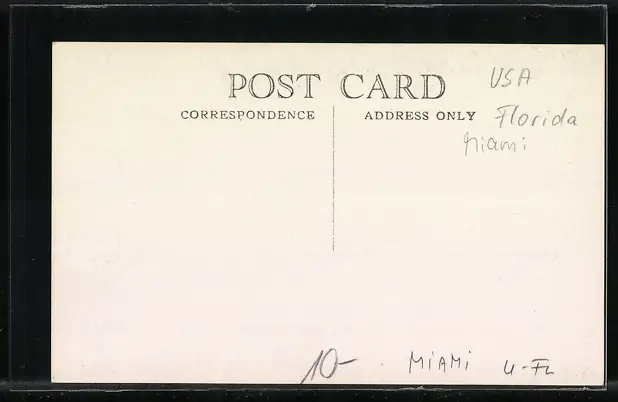 POST CARD
CORRESPONDENCE
ADDRESS ONLY
USA
Florida
Miami
10-
MiAMi
U-FL